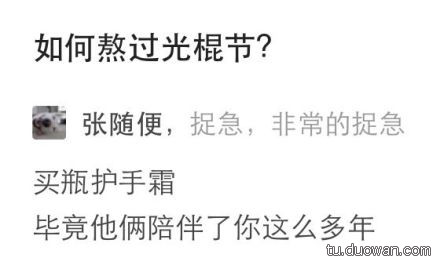 如何熬过光棍节?
张随便，捉急，非常的捉急
买瓶护手霜
毕竟他俩陪伴了你这么多年
tu.duowan.com